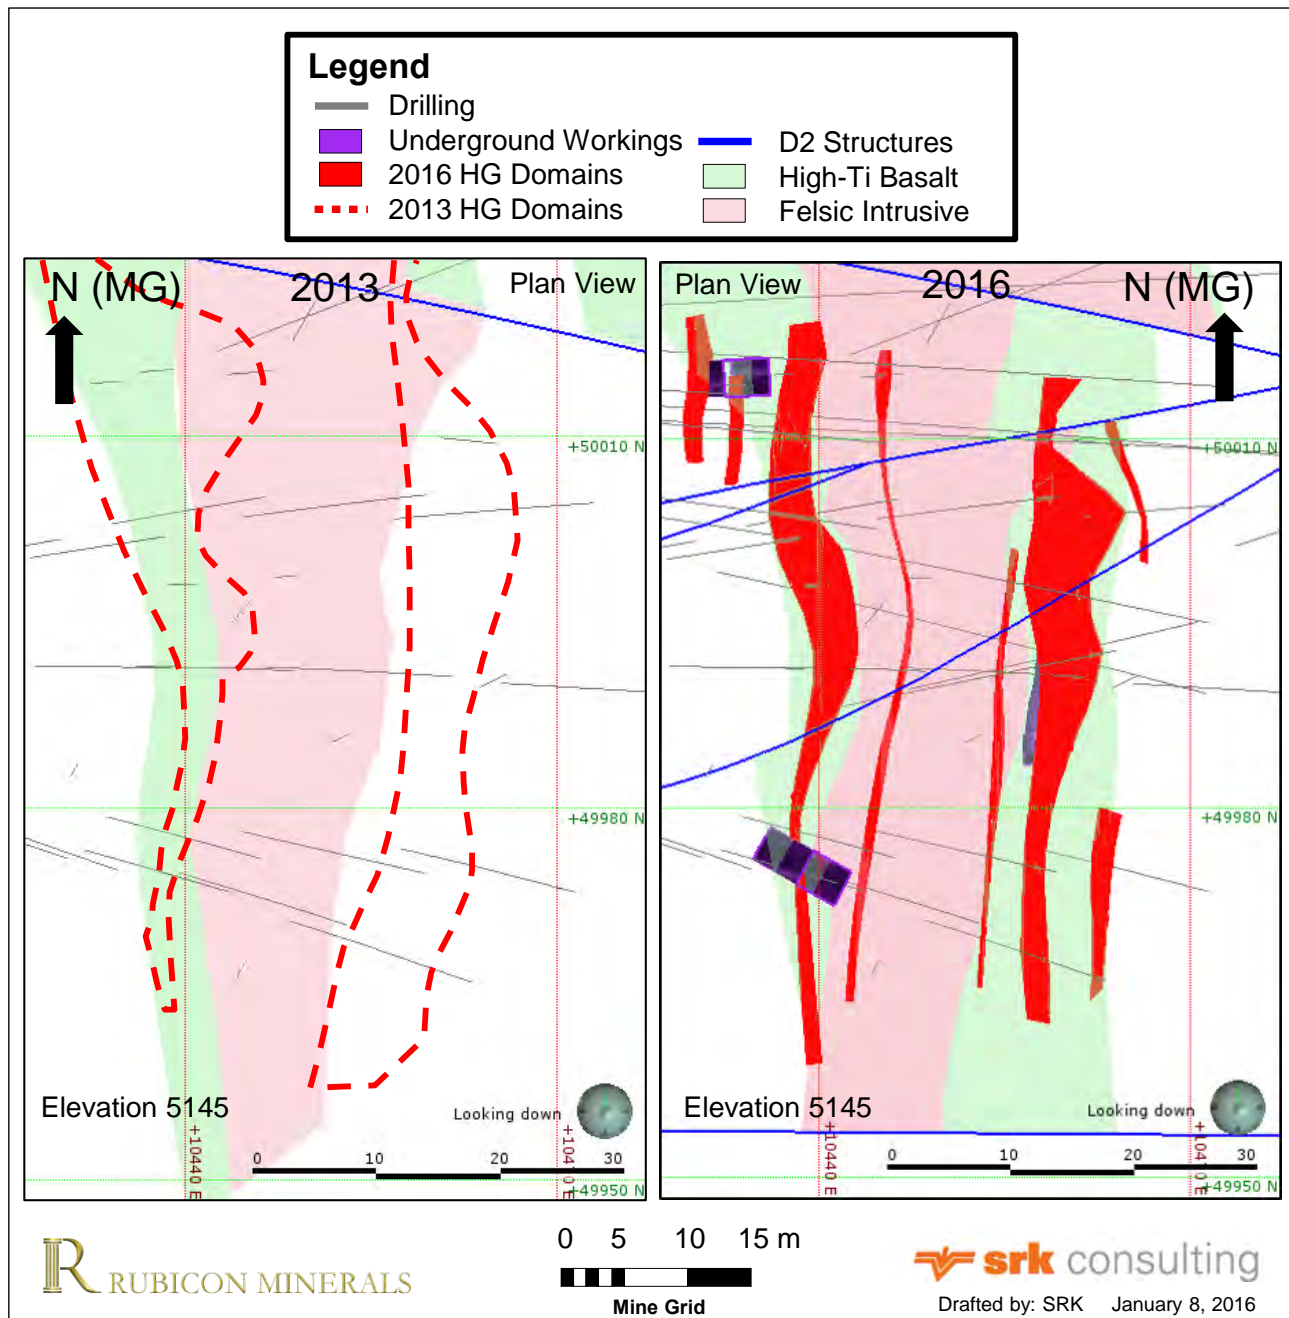 Legend
Drilling
Underground Workings
2016 HG Domains
2013 HG Domains
D2 Structures
High-Ti Basalt
Felsic Intrusive
N (MG)
2013
Plan View
+50010 N
+49980 N
Elevation 5145
Looking down
+10440 E
0 10 20 30
+49950 N
Plan View
2016
N (MG)
+50010 N
+49980 N
Elevation 5145
Looking down
+10440 E
0 10 20 30
+49950 N
R RUBICON MINERALS
0 5 10 15 m
Mine Grid
srk consulting
Drafted by: SRK January 8, 2016